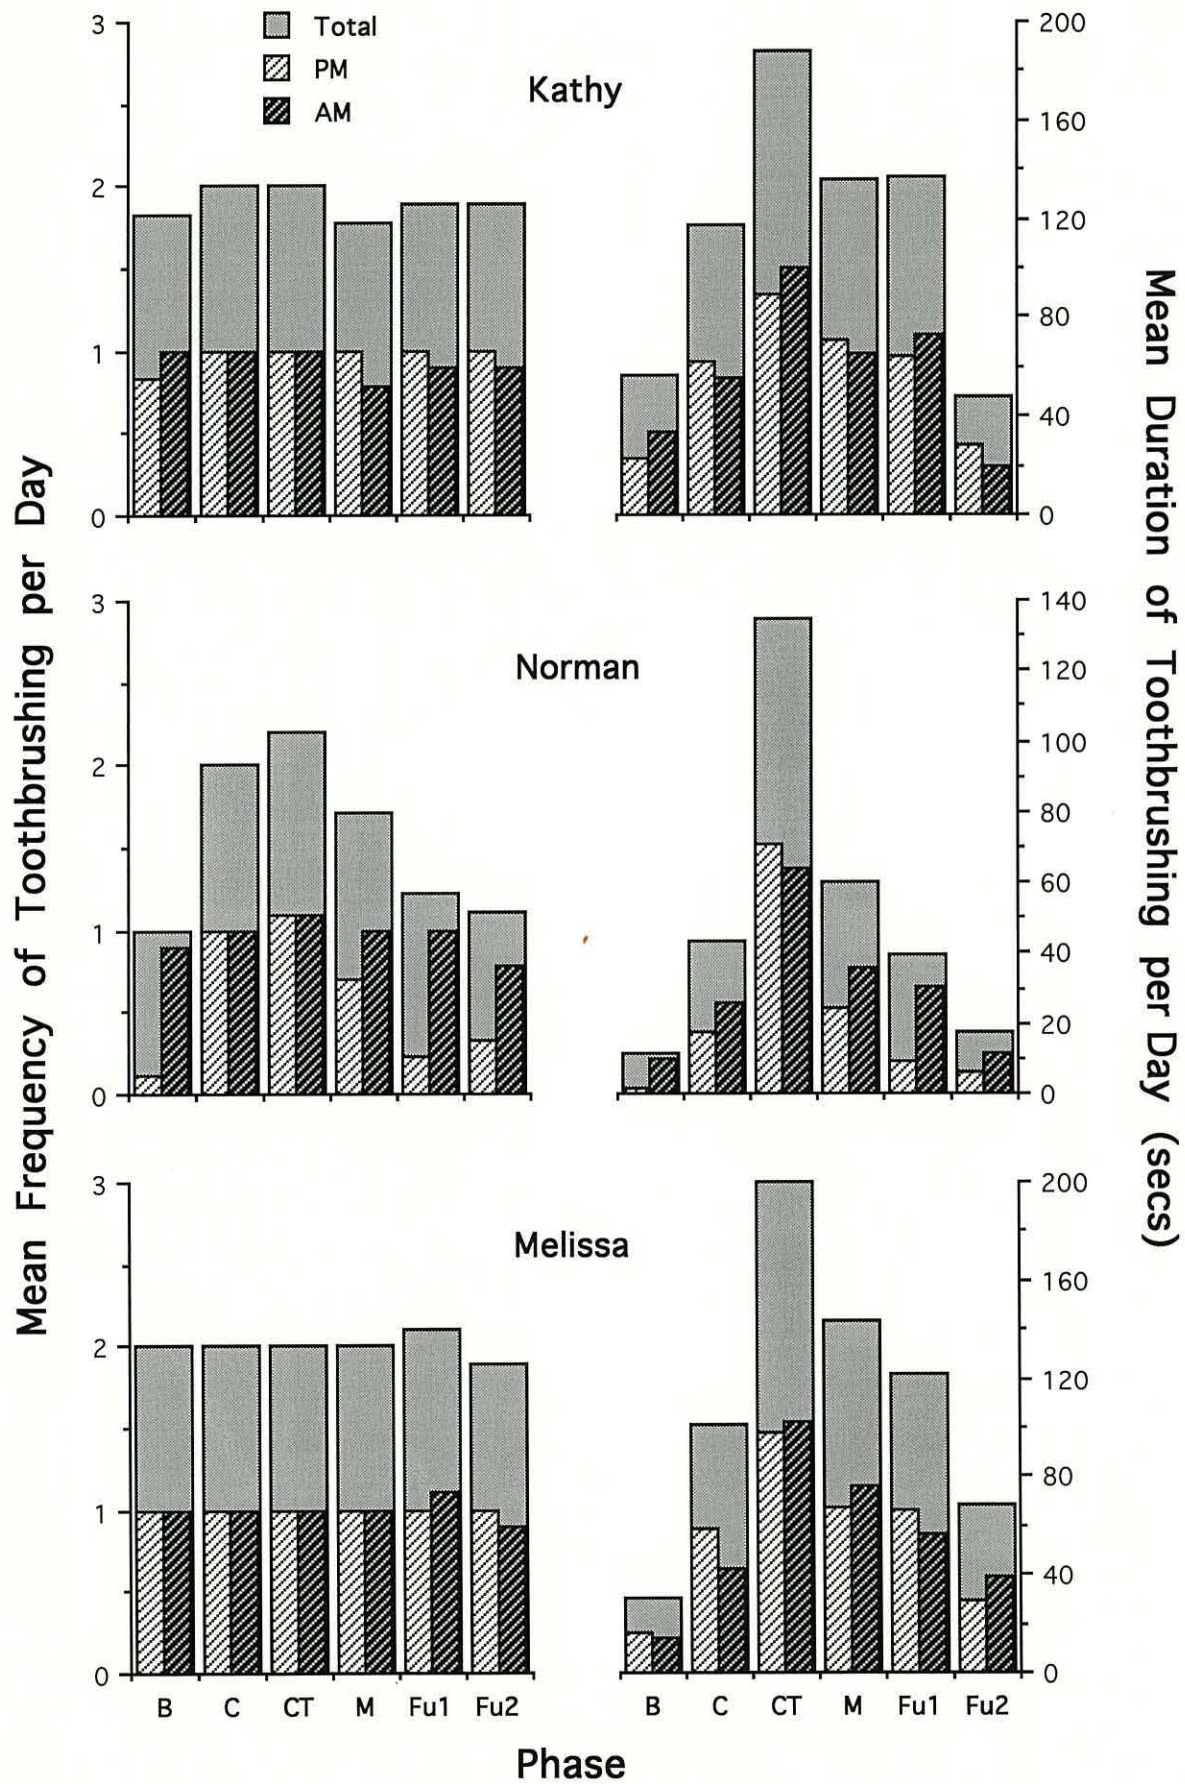 Total
PM
AM
Kathy
3
2
1
0
200
160
120
80
40
0
Norman
3
2
1
0
140
120
100
80
60
40
20
0
Melissa
3
2
1
0
200
160
120
80
40
0
B C CT M Fu1 Fu2
B C CT M Fu1 Fu2
Phase
Mean Frequency of Toothbrushing per Day
Mean Duration of Toothbrushing per Day (secs)